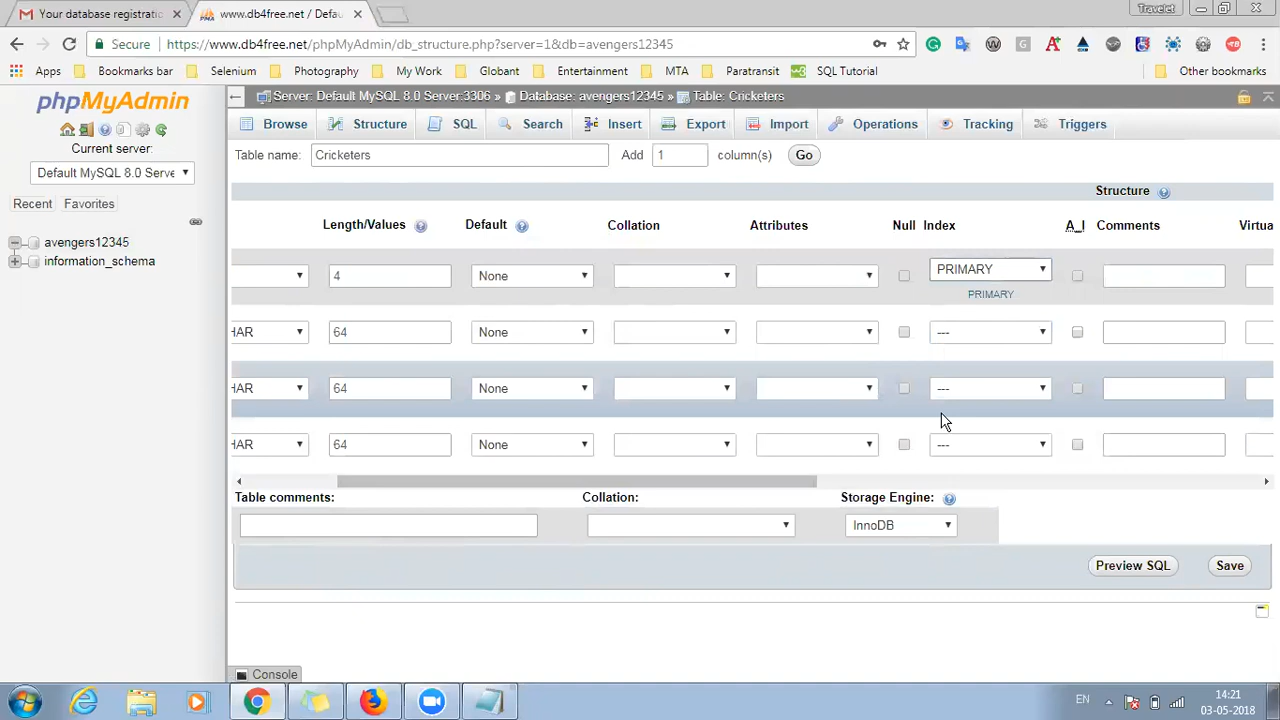 Your database registratio
www.db4free.net / Defau
Travelet
Secure
https://www.db4free.net/phpMyAdmin/db_structure.php?server=1&db=avengers12345
Apps
Bookmarks bar
Selenium
Photography
My Work
Globant
Entertainment
MTA
Paratransit
SQL Tutorial
Other bookmarks
phpMyAdmin
Current server:
Default MySQL 8.0 Serve
Recent
Favorites
avengers12345
information_schema
Server: Default MySQL 8.0 Server:3306 » Database: avengers12345 » Table: Cricketers
Browse
Structure
SQL
Search
Insert
Export
Import
Operations
Tracking
Triggers
Table name: Cricketers Add 1 column(s) Go
Structure
Length/Values Default Collation Attributes Null Index A_I Comments Virtua
4 None PRIMARY
PRIMARY
HAR 64 None ---
HAR 64 None ---
HAR 64 None ---
Table comments: Collation: Storage Engine:
InnoDB
Preview SQL Save
Console
EN
14:21
03-05-2018